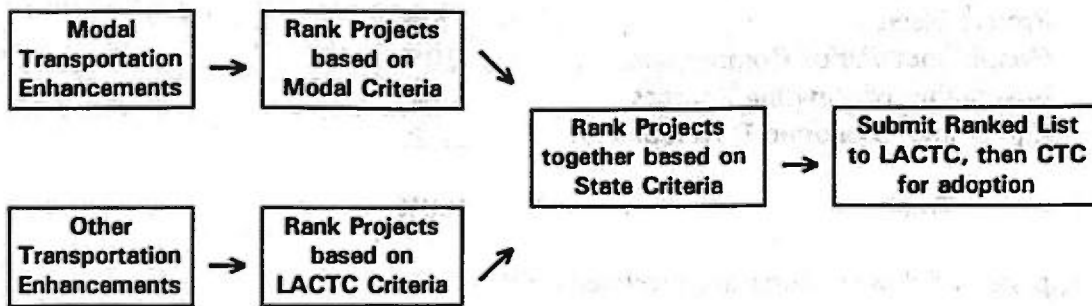 Modal
Transportation
Enhancements
Rank Projects
based on
Modal Criteria
Other
Transportation
Enhancements
Rank Projects
based on
LACTC Criteria
Rank Projects
together based on
State Criteria
Submit Ranked List
to LACTC, then CTC
for adoption